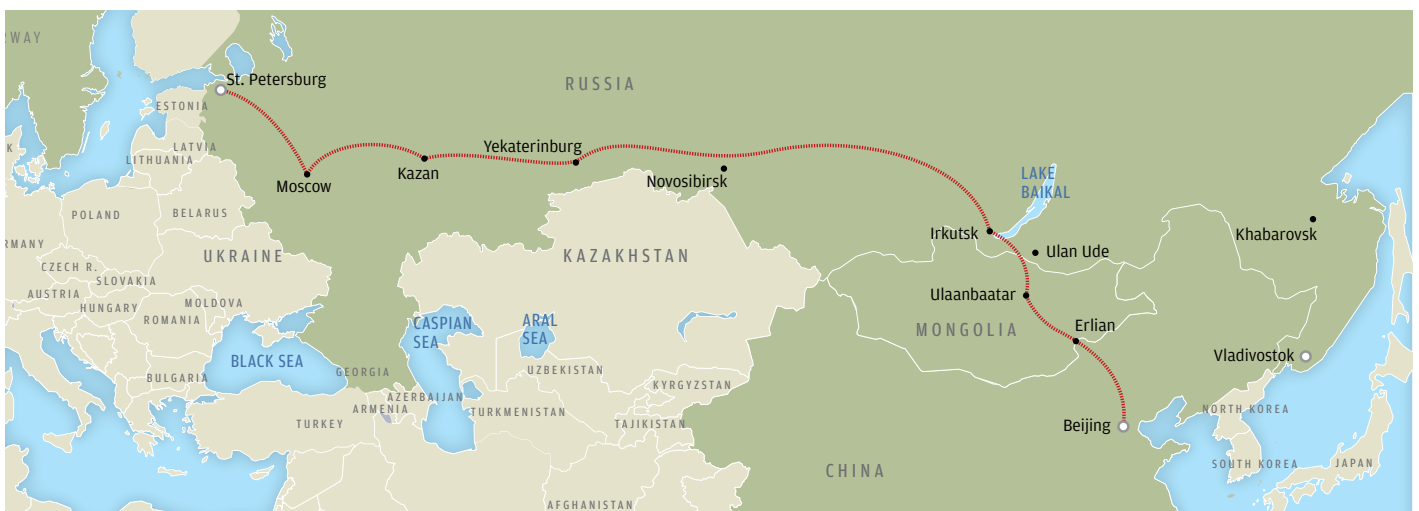 RWAY
St. Petersburg
RUSSIA
ESTONIA
LATVIA
LITHUANIA
K
Moscow
Kazan
Yekaterinburg
Novosibirsk
LAKE
BAIKAL
Irkutsk
Ulan Ude
Khabarovsk
POLAND
BELARUS
RMANY
UKRAINE
KAZAKHSTAN
CZECH R.
SLOVAKIA
AUSTRIA
HUNGARY
MOLDOVA
ROMANIA
Ulaanbaatar
MONGOLIA
Erlian
CASPIAN
SEA
ARAL
SEA
BLACK SEA
Vladivostok
BULGARIA
GEORGIA
UZBEKISTAN
KYRGYZSTAN
AZERBAIJAN
ARMENIA
TURKMENISTAN
TURKEY
TAJIKISTAN
NORTH KOREA
Beijing
CHINA
SOUTH KOREA
JAPAN
AFGHANISTAN